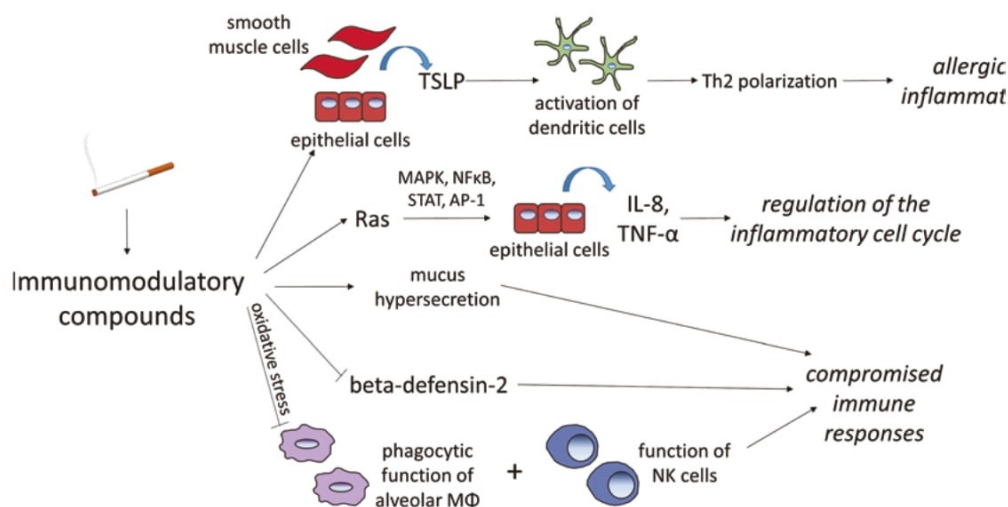 smooth
muscle cells
TSLP
epithelial cells
activation of
dendritic cells
Th2 polarization
allergic
inflammat
MAPK, NFκB,
STAT, AP-1
Ras
epithelial cells
IL-8,
TNF-α
regulation of the
inflammatory cell cycle
Immunomodulatory
compounds
mucus
hypersecretion
oxidative stress
beta-defensin-2
compromised
immune
responses
phagocytic
function of
alveolar MΦ
+
function of
NK cells